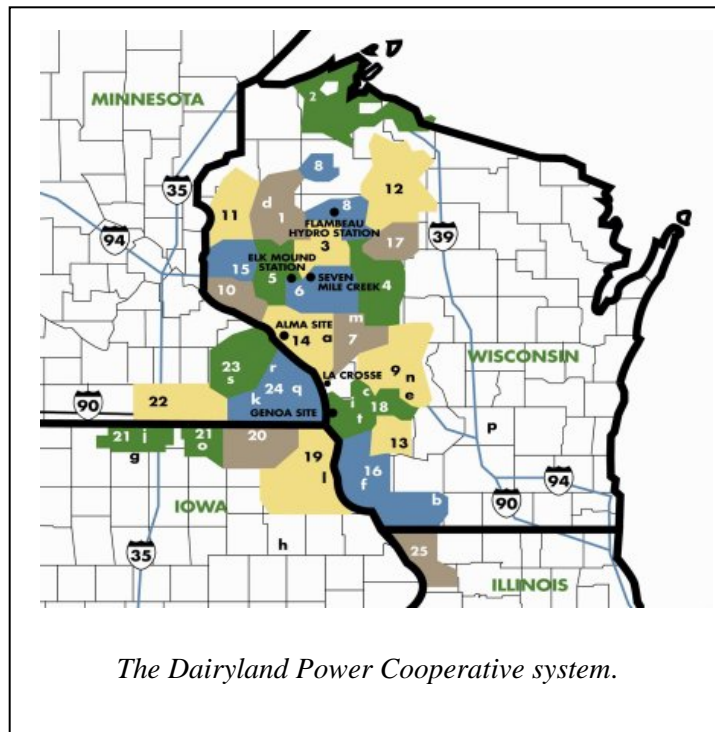 MINNESOTA
2
35
8
12
94
11
d
1
8
FLAMBEAU
HYDRO STATION
39
17
3
15
ELK MOUND
STATION
5
SEVEN
MILE CREEK
6
4
10
m
ALMA SITE
14
a
7
WISCONSIN
23
s
r
9
n
LA CROSSE
e
c
i
18
t
90
22
24
q
k
GENOA SITE
P
21
j
21
o
20
13
g
19
l
16
f
94
IOWA
b
90
h
35
25
ILLINOIS
The Dairyland Power Cooperative system.